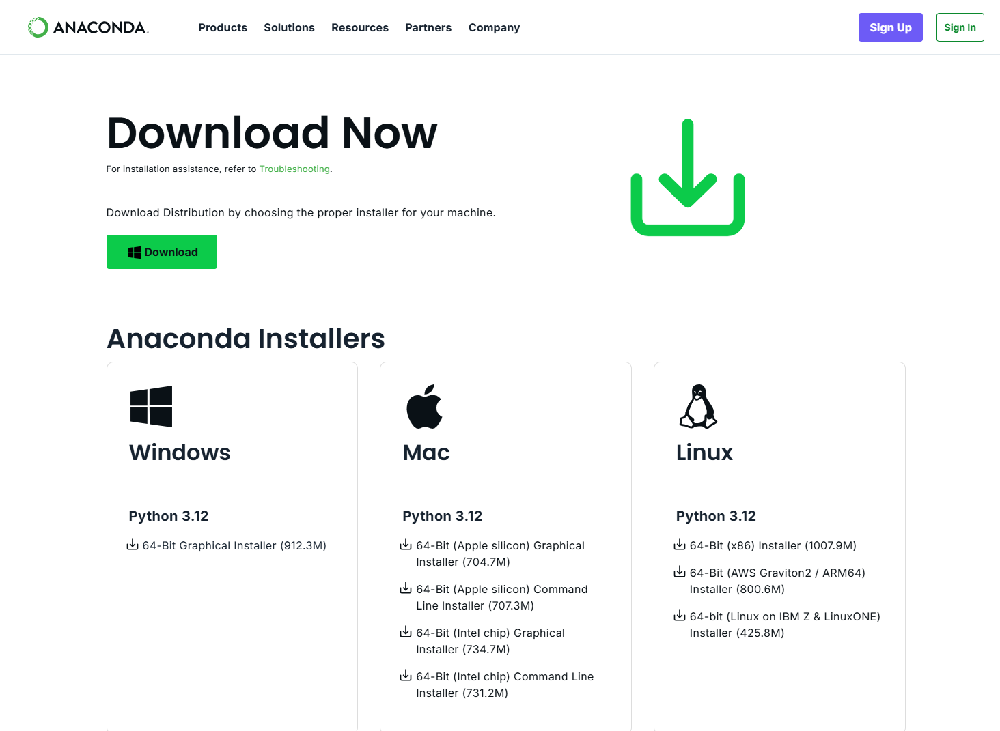 ANACONDA.
Products Solutions Resources Partners Company
Sign Up
Sign In
Download Now
For installation assistance, refer to Troubleshooting.
Download Distribution by choosing the proper installer for your machine.
Download
Anaconda Installers
Windows
Python 3.12
64-Bit Graphical Installer (912.3M)
Mac
Python 3.12
64-Bit (Apple silicon) Graphical
Installer (704.7M)
64-Bit (Apple silicon) Command
Line Installer (707.3M)
64-Bit (Intel chip) Graphical
Installer (734.7M)
64-Bit (Intel chip) Command Line
Installer (731.2M)
Linux
Python 3.12
64-Bit (x86) Installer (1007.9M)
64-Bit (AWS Graviton2 / ARM64)
Installer (800.6M)
64-bit (Linux on IBM Z & LinuxONE)
Installer (425.8M)